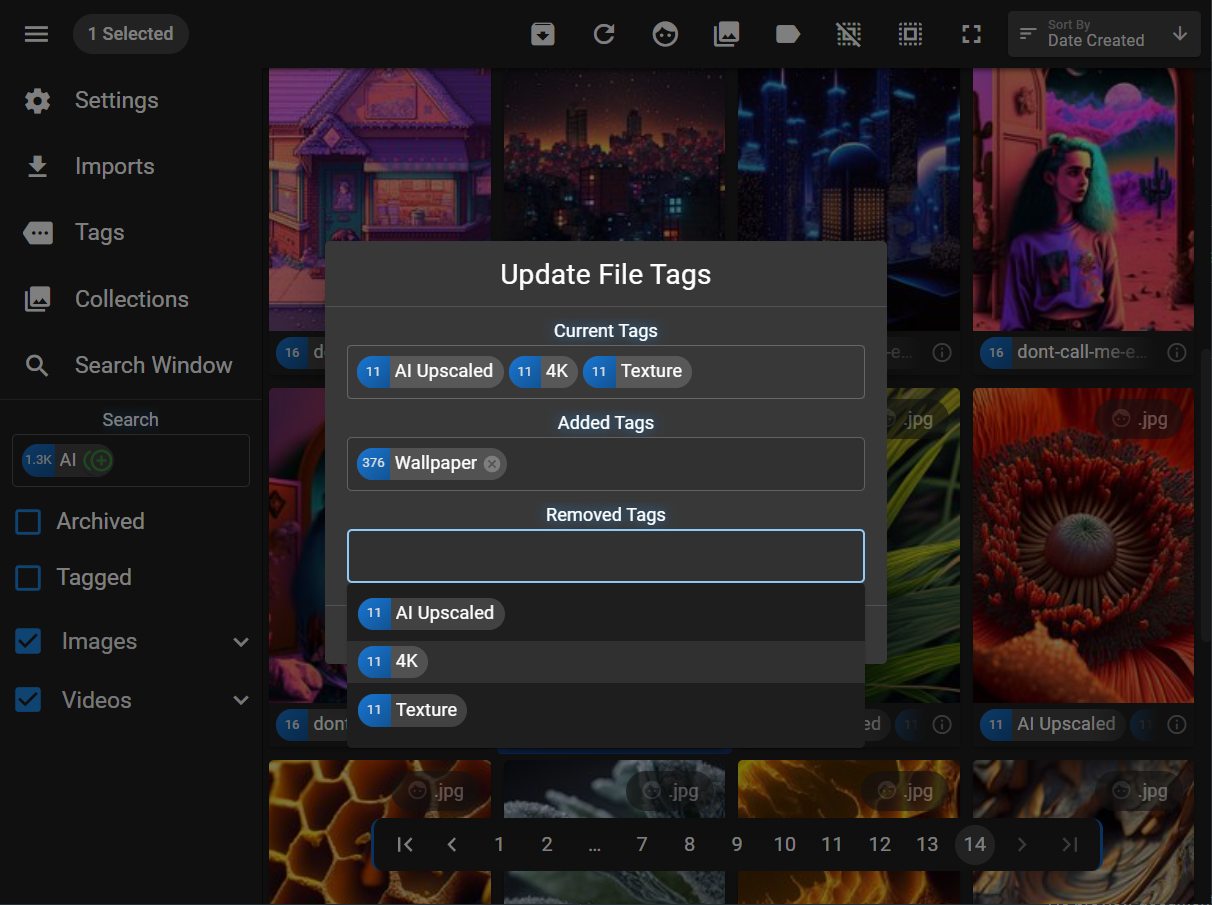 1 Selected
Sort By
Date Created
Settings
Imports
Tags
Collections
Search Window
Search
1.3K AI
Archived
Tagged
Images
Videos
16
16 dont-call-me-e...
.jpg
.jpg
Update File Tags
Current Tags
11 AI Upscaled 11 4K 11 Texture
Added Tags
376 Wallpaper
Removed Tags
11 AI Upscaled
11 4K
11 Texture
16
11
11 AI Upscaled 11
.jpg
.jpg
.jpg
.jpg
1 2 ... 7 8 9 10 11 12 13 14